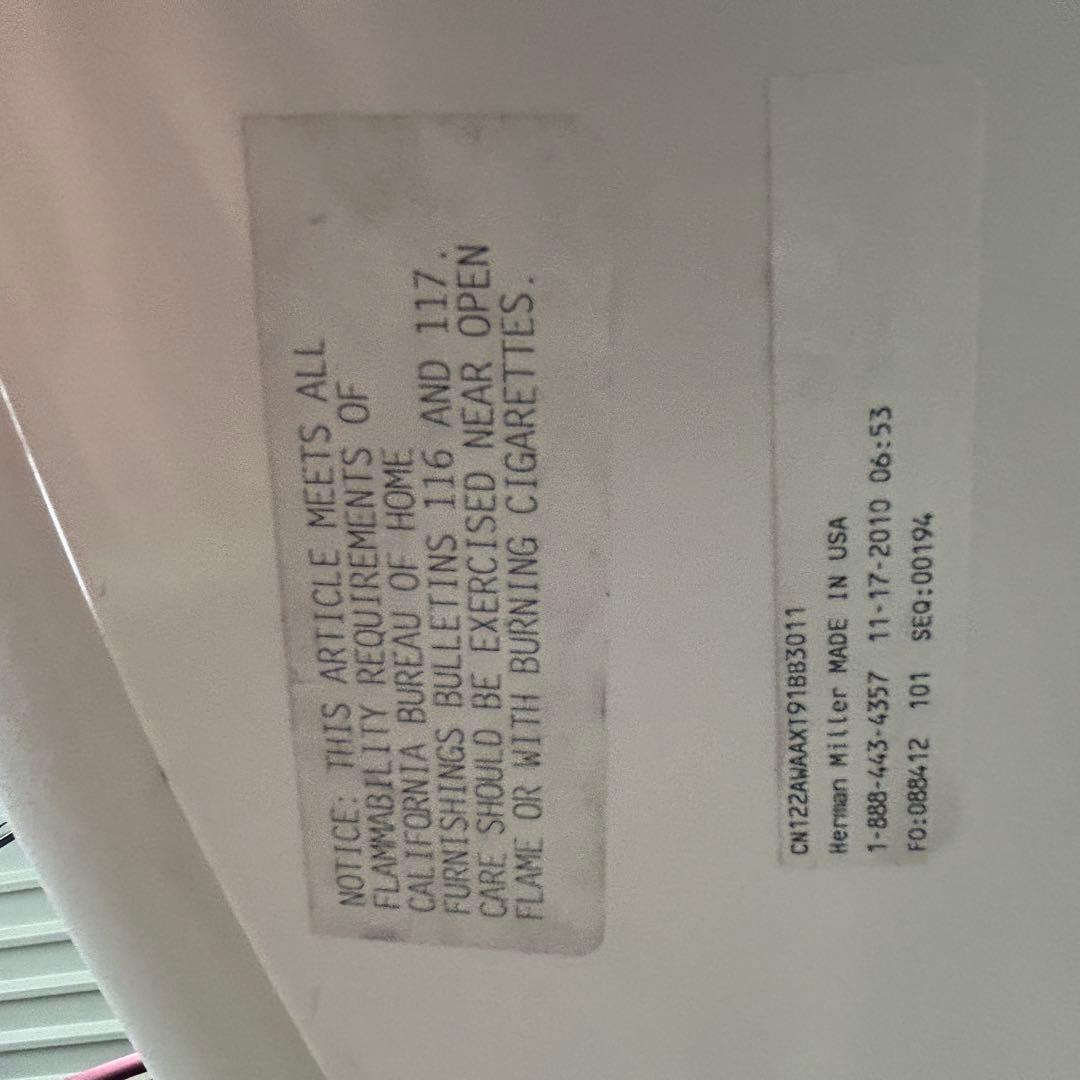 NOTICE: THIS ARTICLE MEETS ALL
FLAMMABILITY REQUIREMENTS OF
CALIFORNIA BUREAU OF HOME
FURNISHINGS BULLETINS 116 AND 117.
CARE SHOULD BE EXERCISED NEAR OPEN
FLAME OR WITH BURNING CIGARETTES.
CN122AWAAXT91BB3011
Herman Miller MADE IN USA
1-888-443-4357 11-17-2010 06:53
FO:088412 101 SEQ:00194